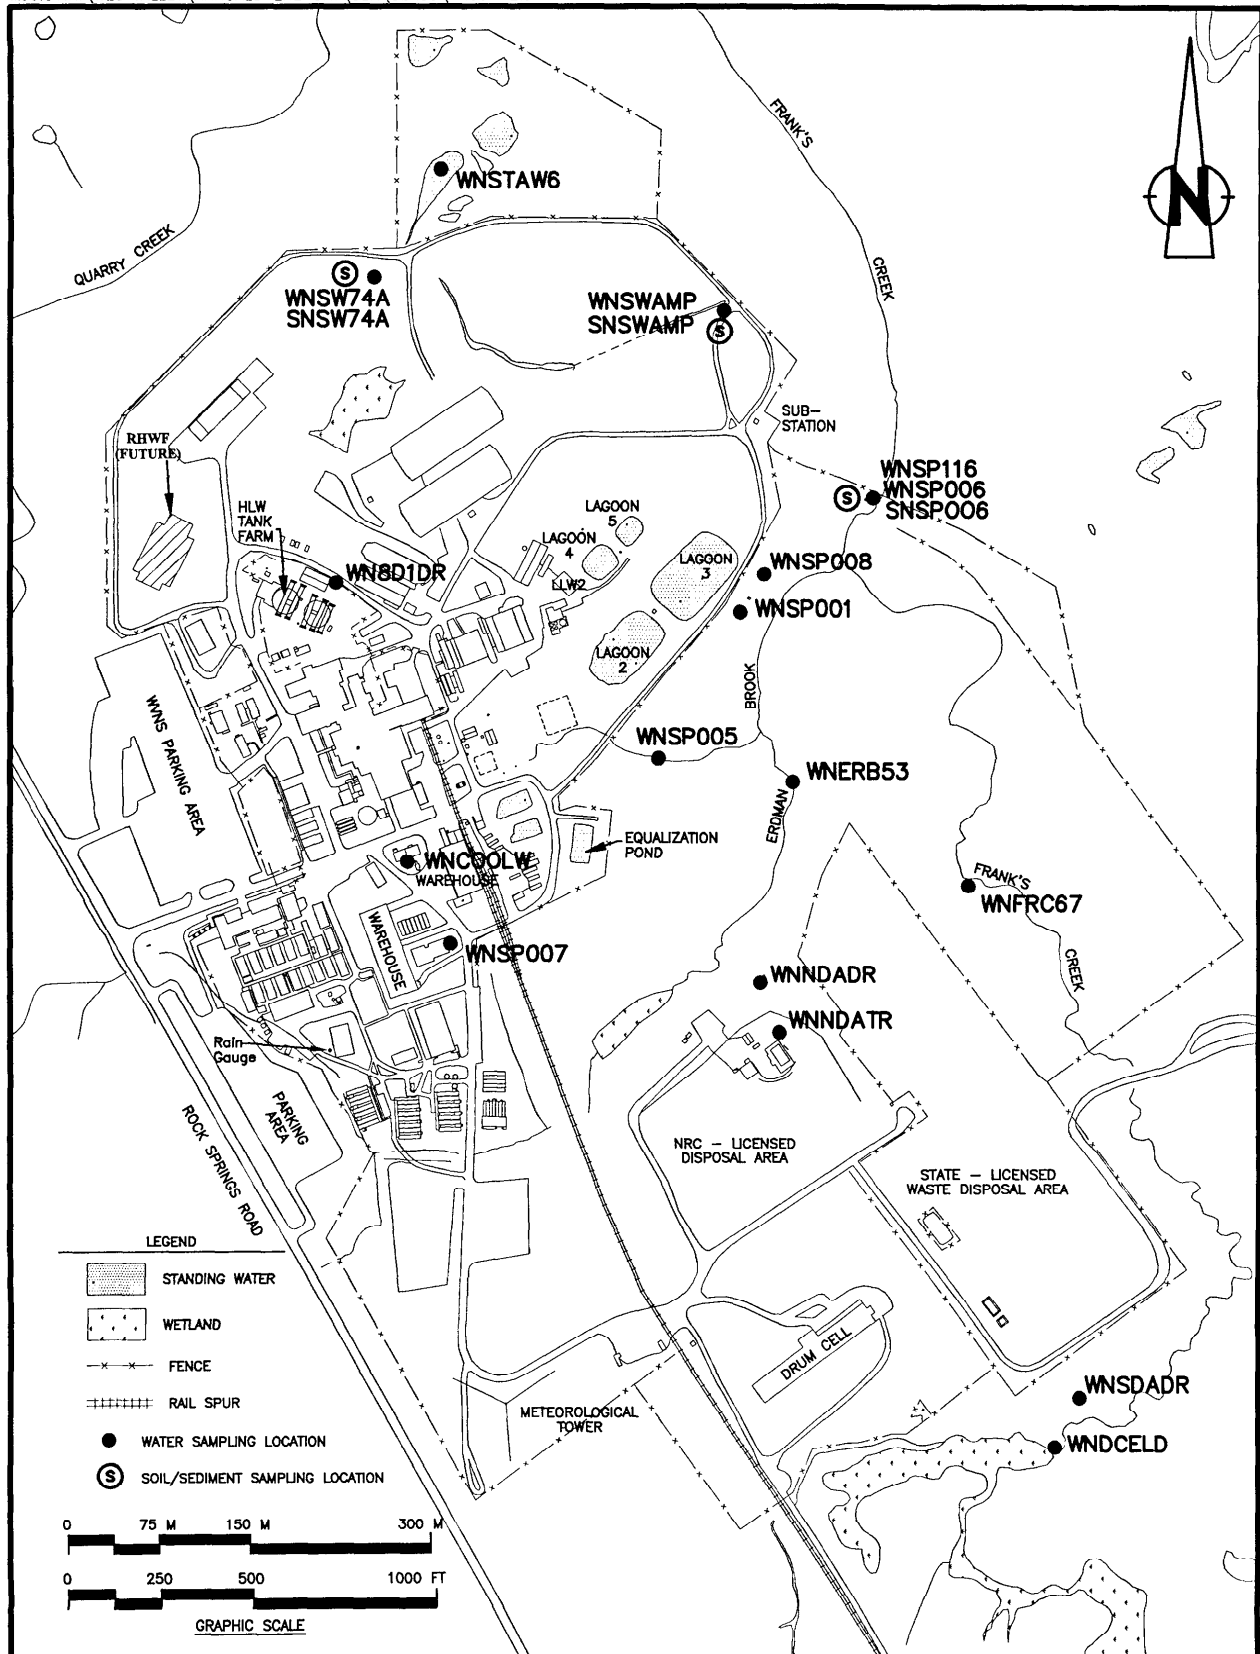 FRANK'S
CREEK
N
WNSTAW6
QUARRY CREEK
S
WNSW74A
SNSW74A
WNSWAMP
SNSWAMP
S
SUB-
STATION
RHWF
(FUTURE)
HLW
TANK
FARM
WNSP116
WNSP006
SNSP006
S
LAGOON
5
LAGOON
4
LAGOON
3
LLW2
WNSP008
WN8D1DR
WNSP001
LAGOON
2
BROOK
WVNS PARKING AREA
WNSP005
WNERB53
ERDMAN
EQUALIZATION
POND
WNCOOLW
WAREHOUSE
FRANK'S
WNFRC67
CREEK
WAREHOUSE
WNSP007
WNNDADR
WNNDATR
Rain
Gauge
PARKING
AREA
ROCK SPRINGS ROAD
NRC - LICENSED
DISPOSAL AREA
STATE - LICENSED
WASTE DISPOSAL AREA
LEGEND
STANDING WATER
WETLAND
FENCE
RAIL SPUR
WATER SAMPLING LOCATION
S SOIL/SEDIMENT SAMPLING LOCATION
DRUM CELL
METEOROLOGICAL
TOWER
WNSDADR
WNDCELD
0 75 M 150 M 300 M
0 250 500 1000 FT
GRAPHIC SCALE